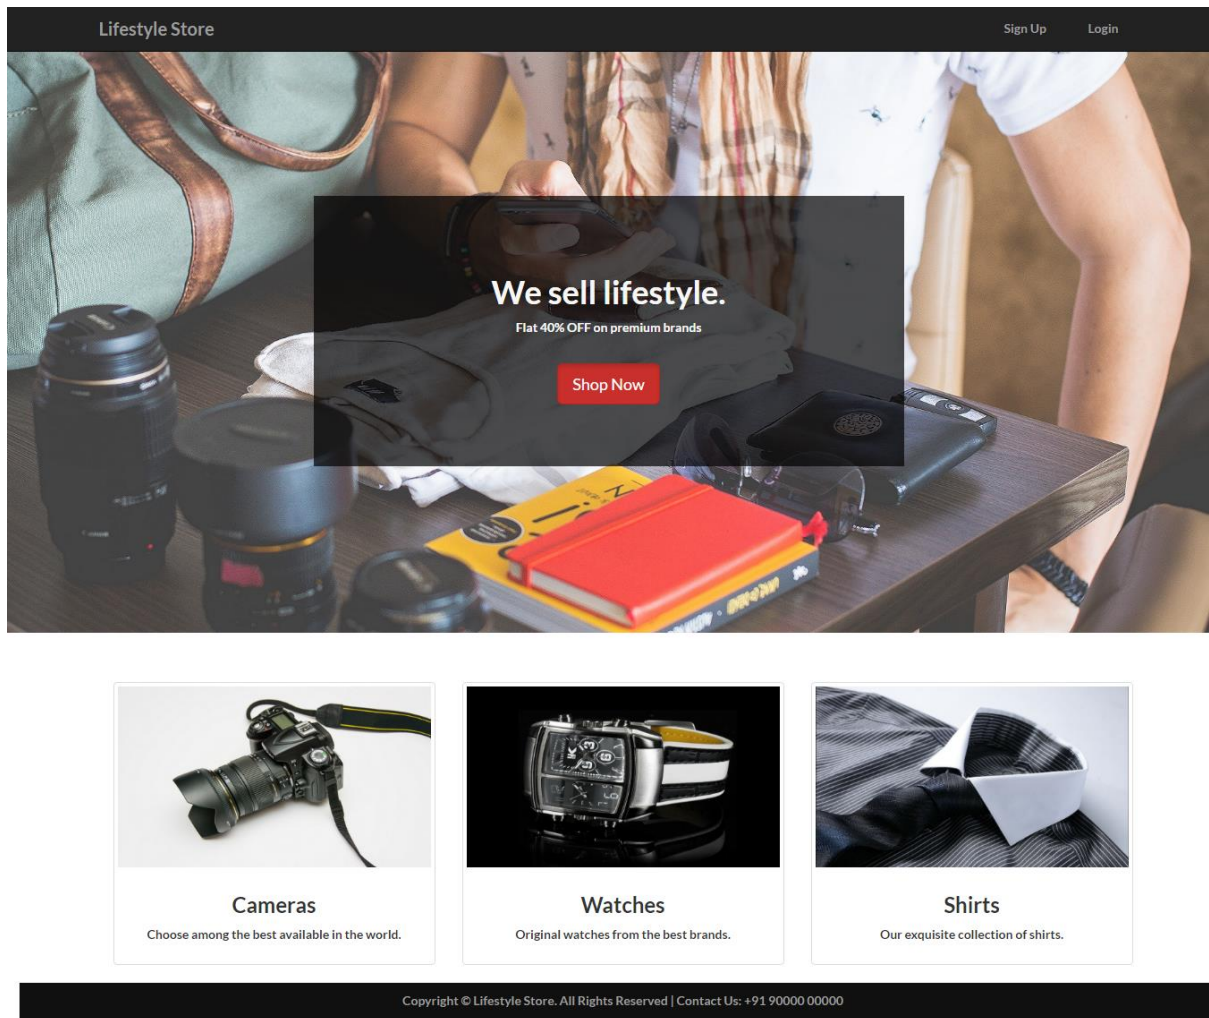 Lifestyle Store
Sign Up
Login
We sell lifestyle.
Flat 40% OFF on premium brands
Shop Now
Cameras
Choose among the best available in the world.
Watches
Original watches from the best brands.
Shirts
Our exquisite collection of shirts.
Copyright © Lifestyle Store. All Rights Reserved | Contact Us: +91 90000 00000